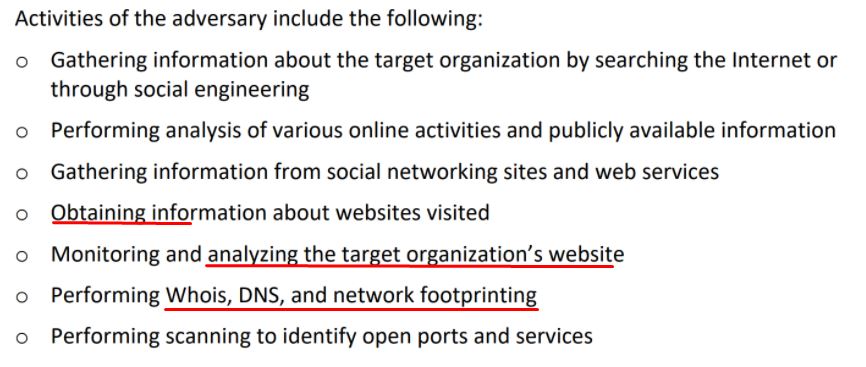 Activities of the adversary include the following:
o Gathering information about the target organization by searching the Internet or
through social engineering
o Performing analysis of various online activities and publicly available information
o Gathering information from social networking sites and web services
o Obtaining information about websites visited
o Monitoring and analyzing the target organization’s website
o Performing Whois, DNS, and network footprinting
o Performing scanning to identify open ports and services